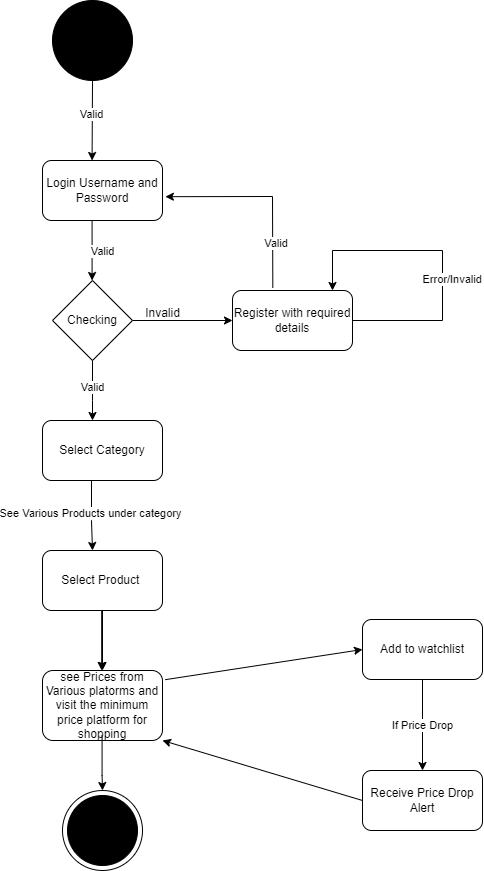 Valid
Login Username and
Password
Valid
Valid
Error/Invalid
Checking
Invalid
Register with required
details
Valid
Select Category
See Various Products under category
Select Product
see Prices from
Various platorms and
visit the minimum
price platform for
shopping
Add to watchlist
If Price Drop
Receive Price Drop
Alert